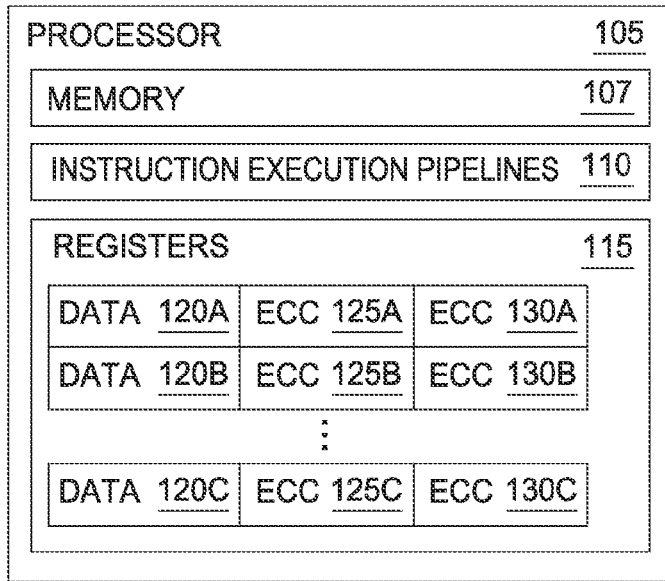 PROCESSOR 105
MEMORY 107
INSTRUCTION EXECUTION PIPELINES 110
REGISTERS 115
DATA 120A ECC 125A ECC 130A
DATA 120B ECC 125B ECC 130B
DATA 120C ECC 125C ECC 130C